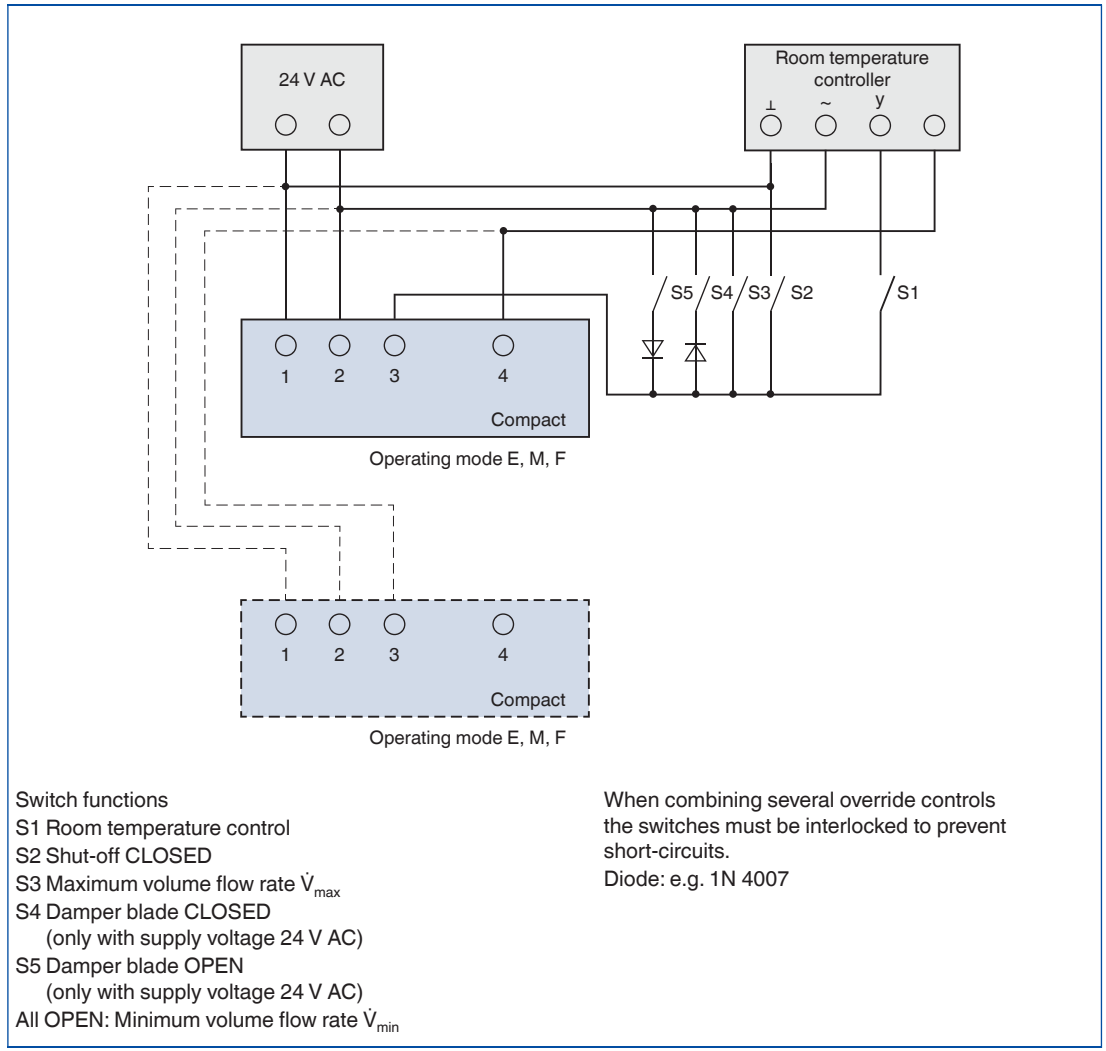 24 V AC
Room temperature
controller
⊥ ~ y
S5 S4 S3 S2 S1
1 2 3 4
Compact
Operating mode E, M, F
1 2 3 4
Compact
Operating mode E, M, F
Switch functions
S1 Room temperature control
S2 Shut-off CLOSED
S3 Maximum volume flow rate V̇max
S4 Damper blade CLOSED
(only with supply voltage 24 V AC)
S5 Damper blade OPEN
(only with supply voltage 24 V AC)
All OPEN: Minimum volume flow rate V̇min
When combining several override controls
the switches must be interlocked to prevent
short-circuits.
Diode: e.g. 1N 4007